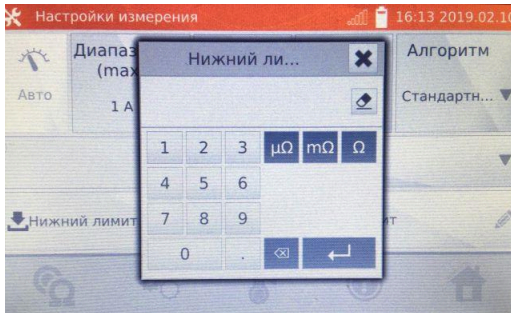 Настройки измерения
16:13 2019.02.10
Диапаз
(max
Алгоритм
Авто
1 А
Стандартн...
Нижний ли...
1 2 3 μΩ mΩ Ω
4 5 6
7 8 9
0 .
Нижний лимит
ит